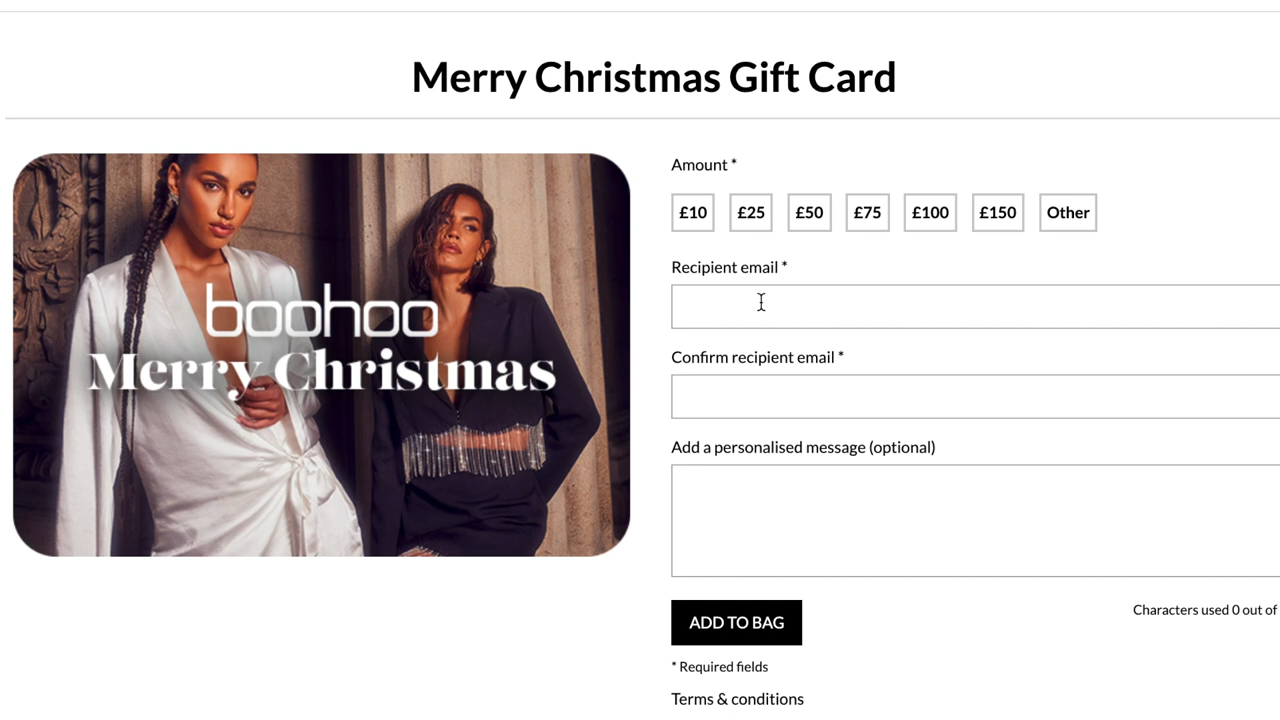 Merry Christmas Gift Card
boohoo
Merry Christmas
Amount *
£10 £25 £50 £75 £100 £150 Other
Recipient email *
Confirm recipient email *
Add a personalised message (optional)
ADD TO BAG
Characters used 0 out of
* Required fields
Terms & conditions